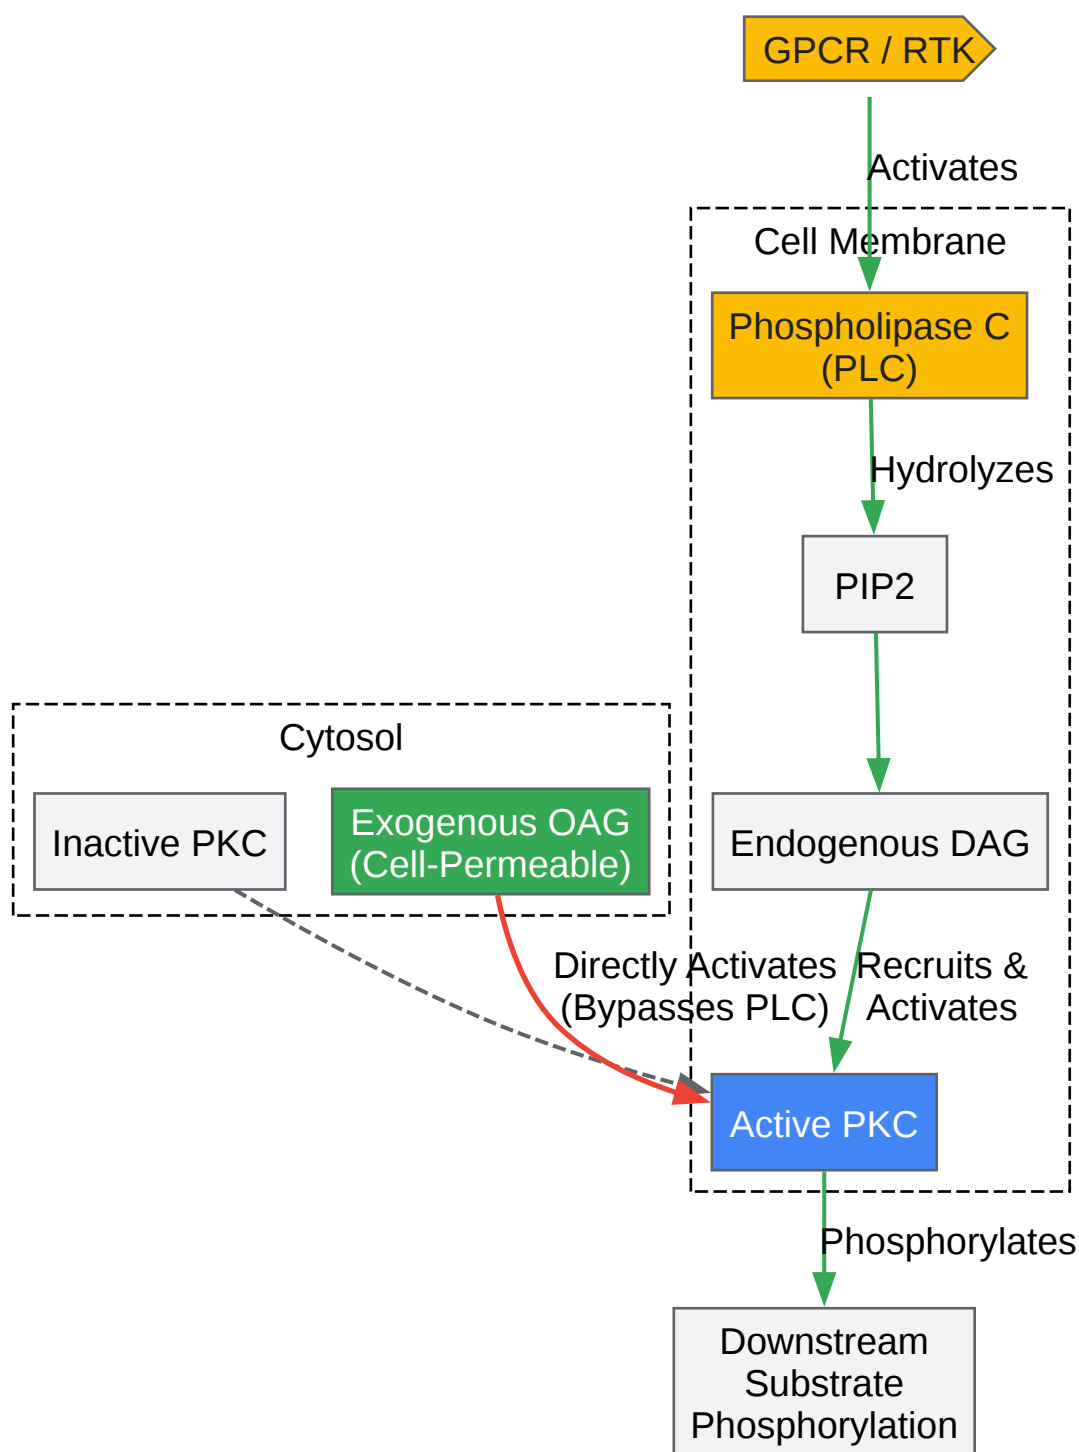 GPCR / RTK
Activates
Cell Membrane
Phospholipase C
(PLC)
Hydrolyzes
PIP2
Cytosol
Inactive PKC
Exogenous OAG
(Cell-Permeable)
Endogenous DAG
Directly Activates
(Bypasses PLC)
Recruits &
Activates
Active PKC
Phosphorylates
Downstream
Substrate
Phosphorylation